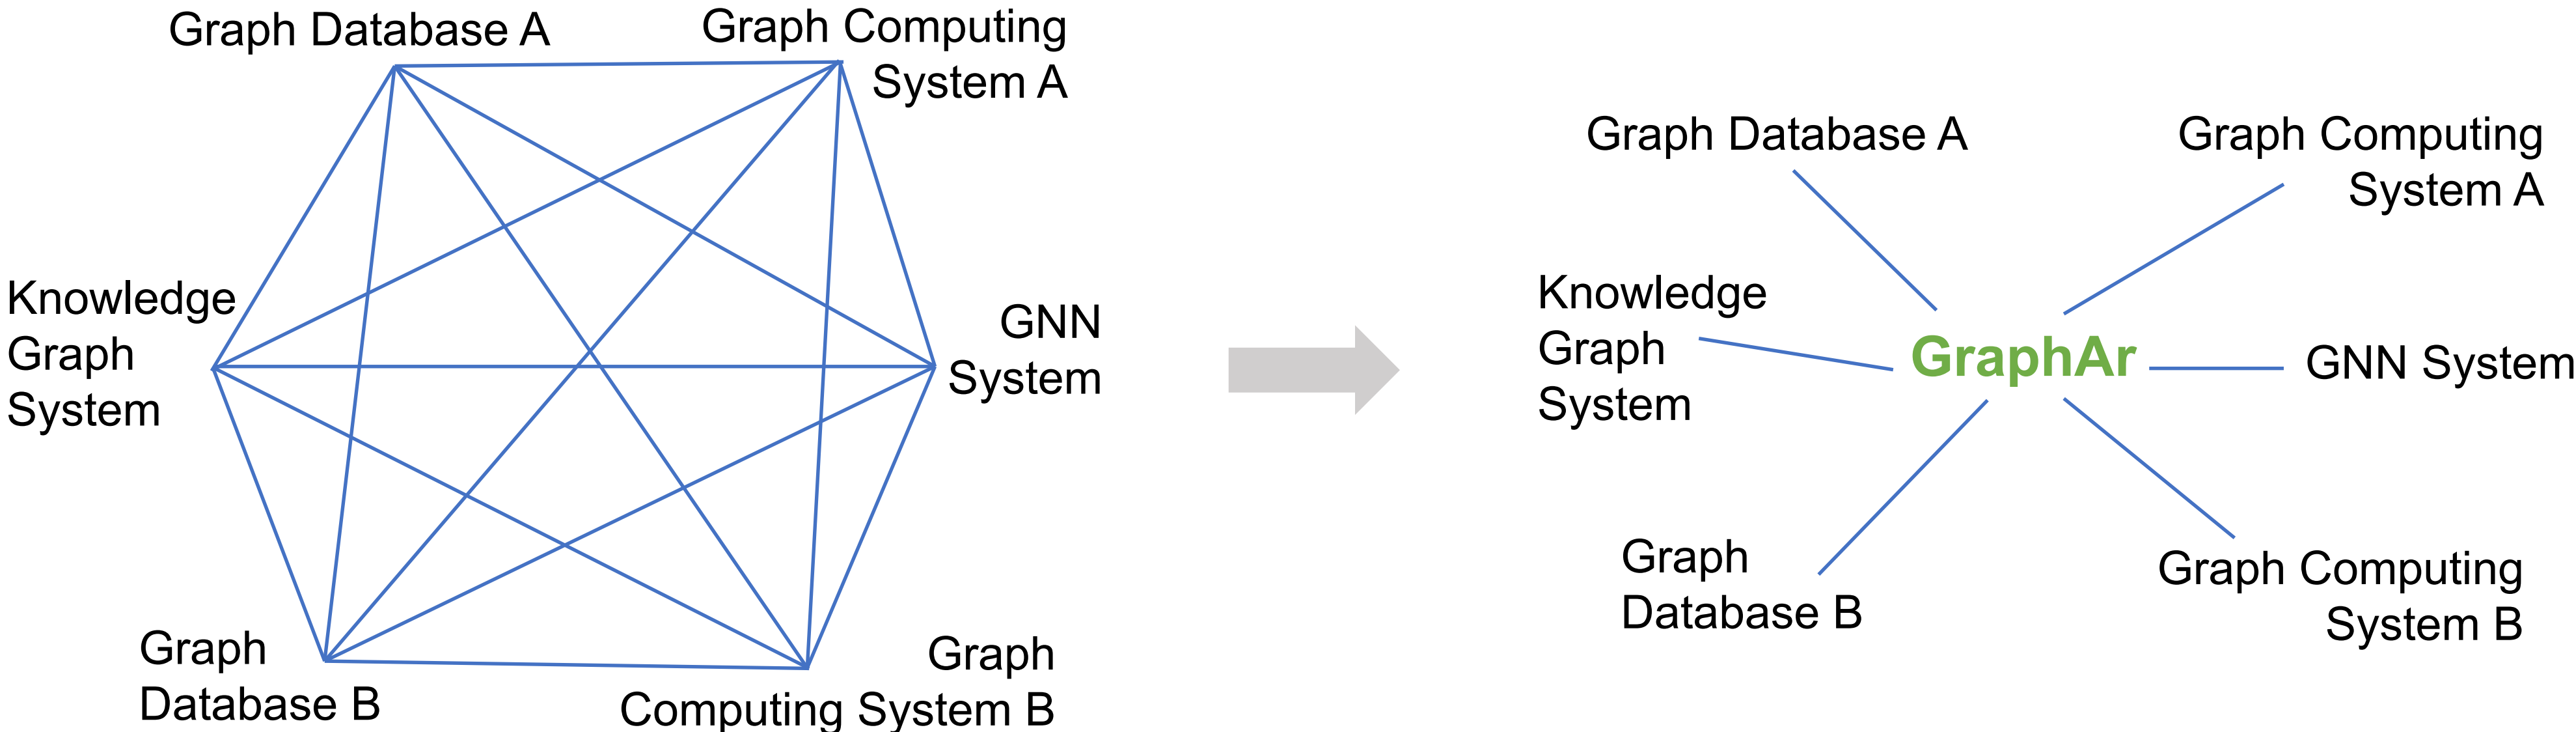 Graph Database A
Graph Computing
System A
Knowledge
Graph
System
GNN
System
Graph
Database B
Graph
Computing System B
Graph Database A
Graph Computing
System A
Knowledge
Graph
System
GraphAr
GNN System
Graph
Database B
Graph Computing
System B